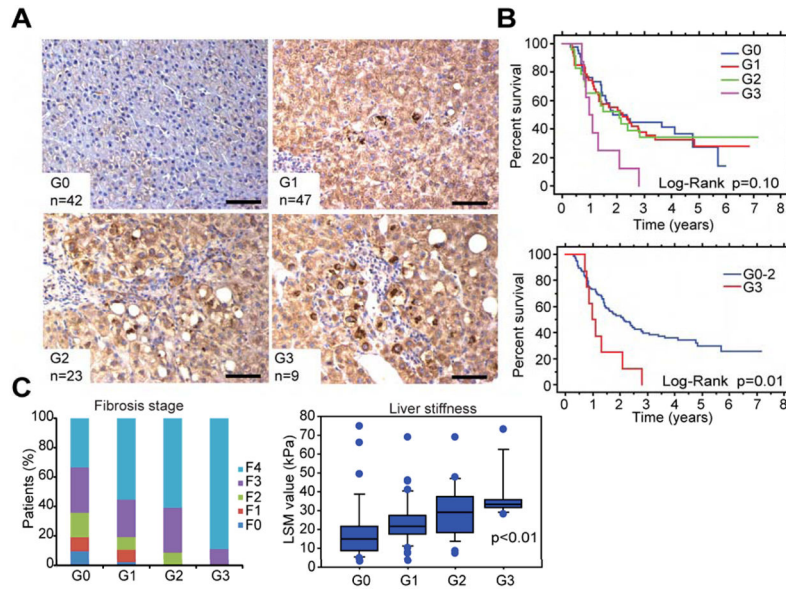 A
G0
n=42
G1
n=47
G2
n=23
G3
n=9
B
Percent survival
100
80
60
40
20
0
G0
G1
G2
G3
Log-Rank p=0.10
0 1 2 3 4 5 6 7 8
Time (years)
Percent survival
100
80
60
40
20
0
G0-2
G3
Log-Rank p=0.01
0 1 2 3 4 5 6 7 8
Time (years)
C
Fibrosis stage
Patients (%)
100
80
60
40
20
0
F4
F3
F2
F1
F0
G0 G1 G2 G3
Liver stiffness
LSM value (kPa)
80
70
60
50
40
30
20
10
0
p<0.01
G0 G1 G2 G3